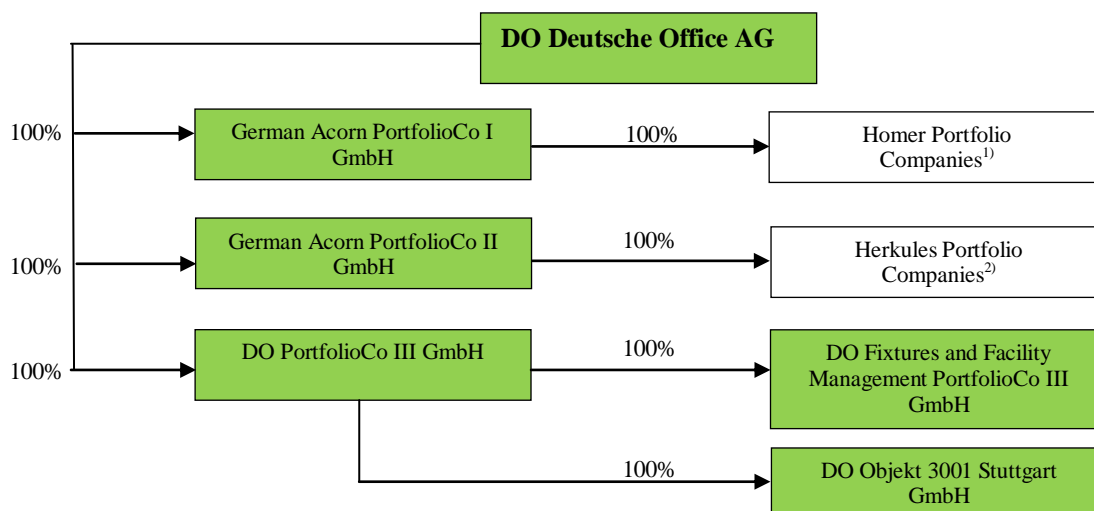 DO Deutsche Office AG
100%
German Acorn PortfolioCo I
GmbH
100%
Homer Portfolio
Companies1)
100%
German Acorn PortfolioCo II
GmbH
100%
Herkules Portfolio
Companies2)
100%
DO PortfolioCo III GmbH
100%
DO Fixtures and Facility
Management PortfolioCo III
GmbH
100%
DO Objekt 3001 Stuttgart
GmbH